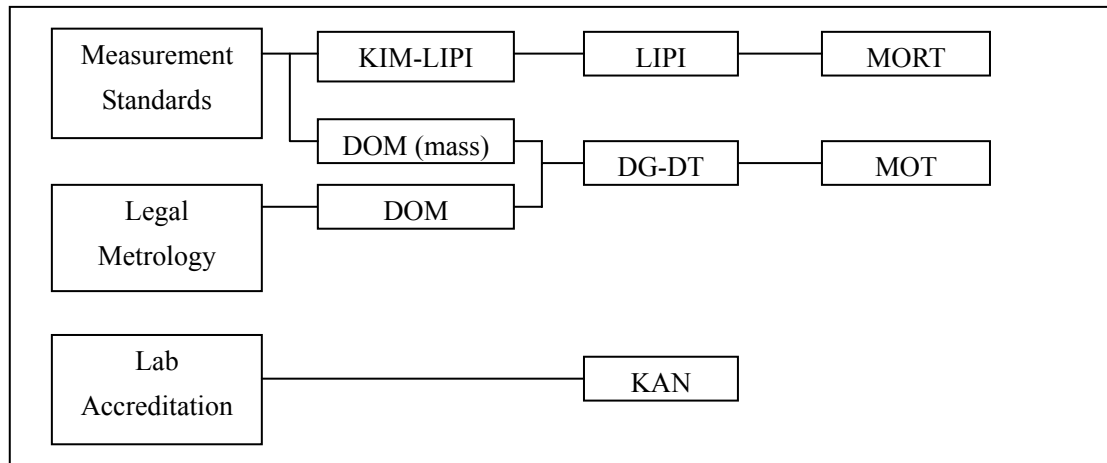 Measurement
Standards
KIM-LIPI
LIPI
MORT
DOM (mass)
DG-DT
MOT
Legal
Metrology
DOM
Lab
Accreditation
KAN